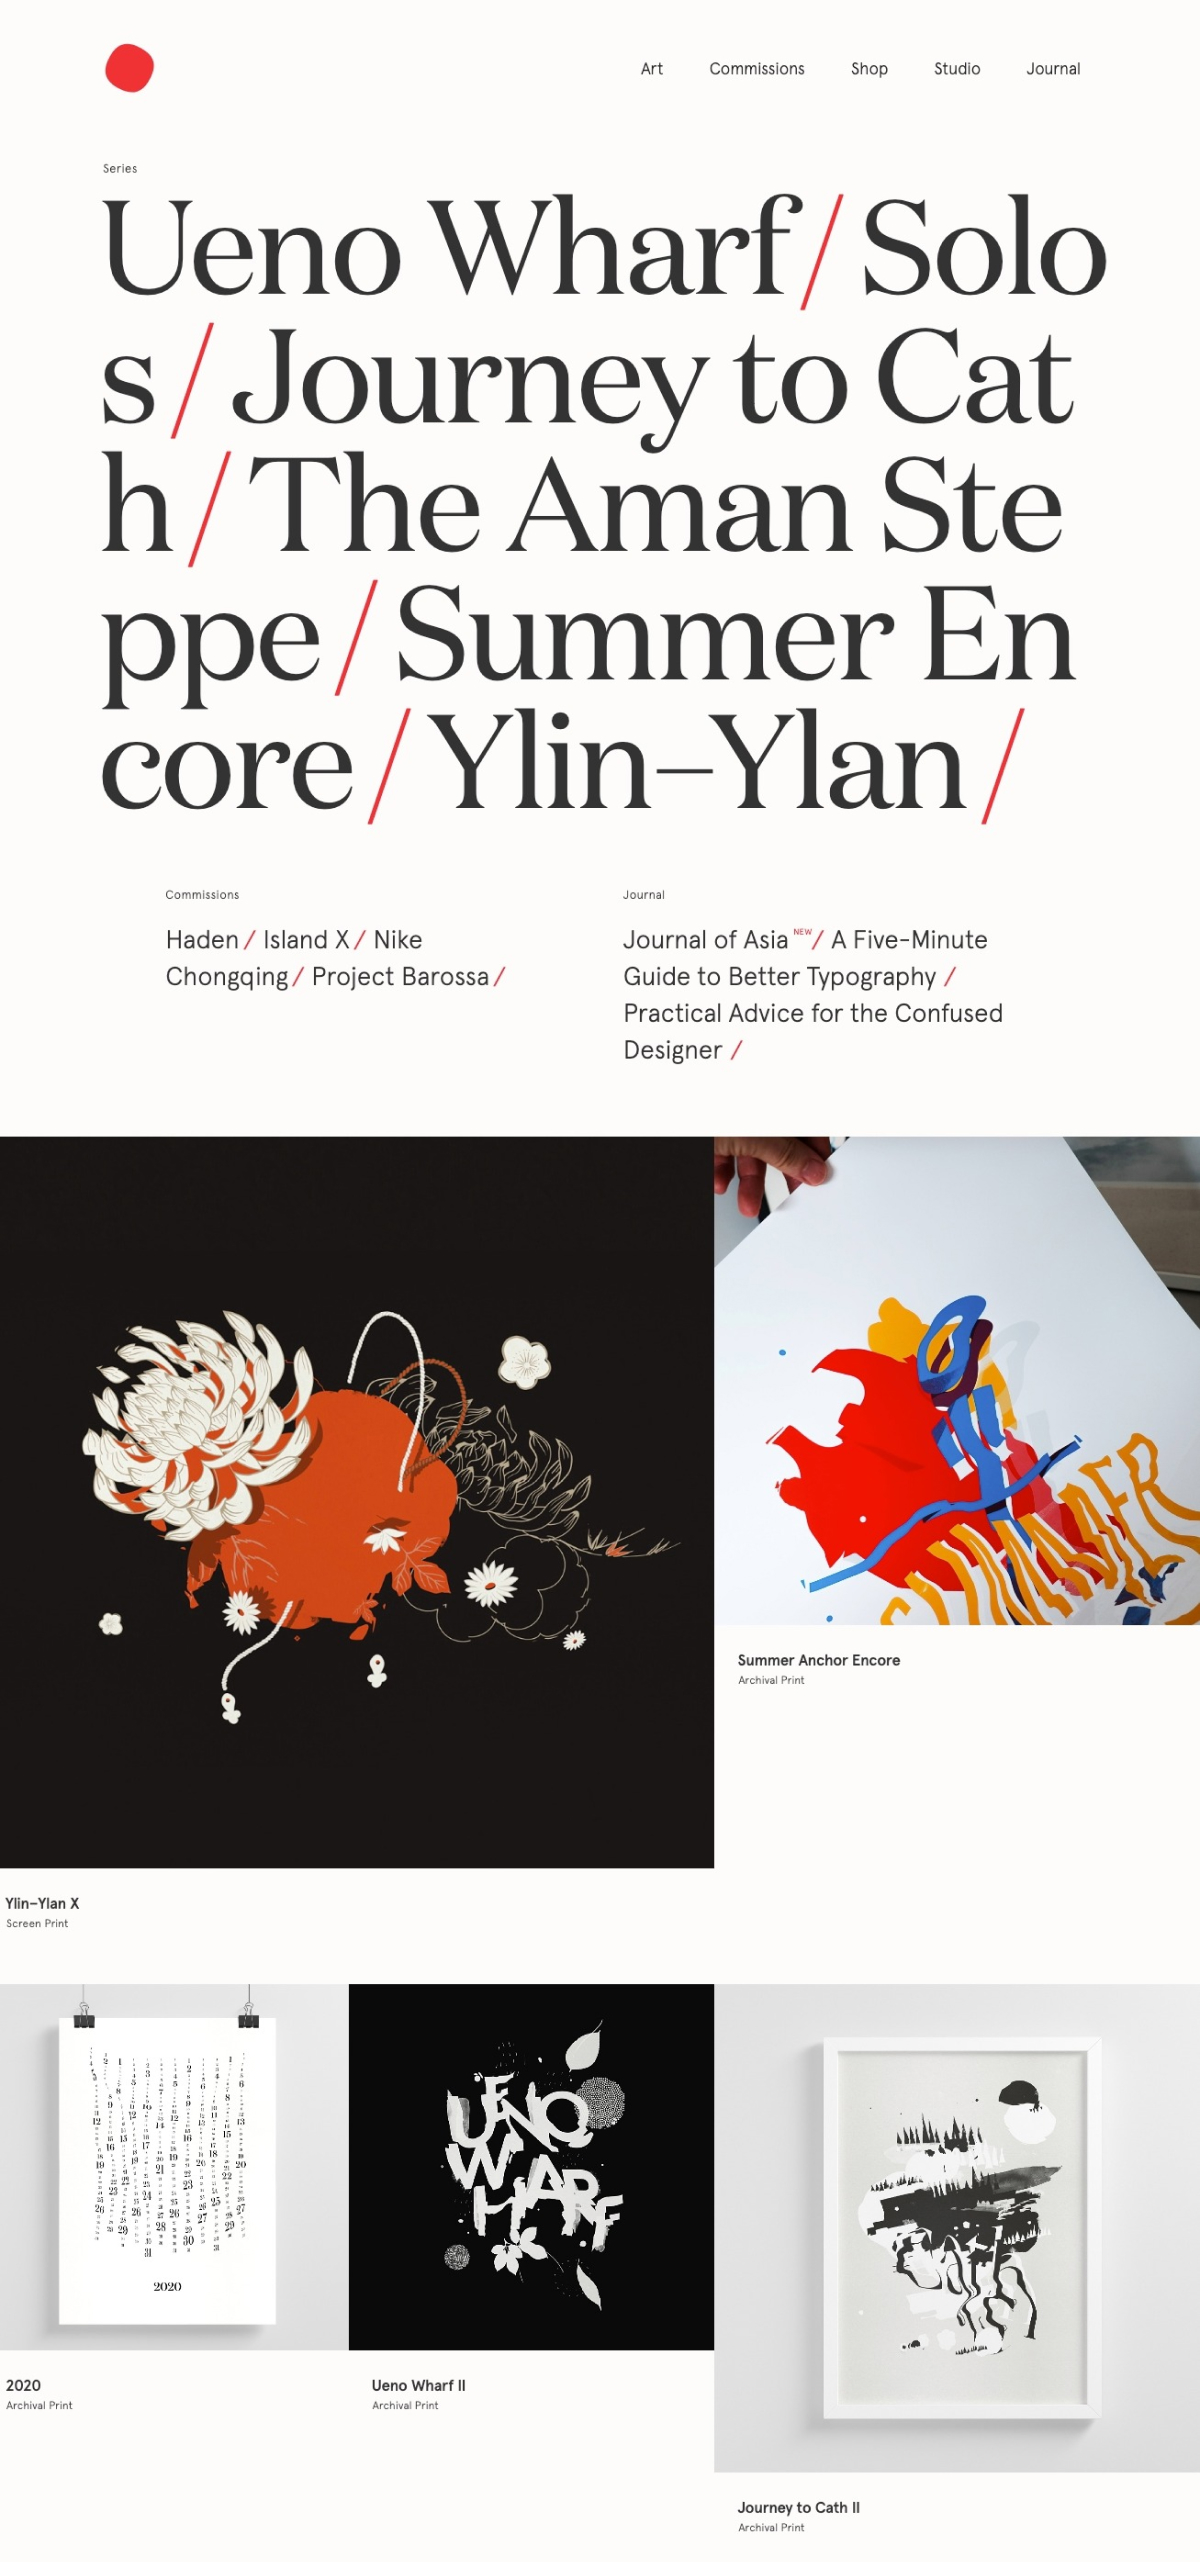 Art Commissions Shop Studio Journal
Series
Ueno Wharf / Solo
s / Journey to Cat
h / The Aman Ste
ppe / Summer En
core / Ylin–Ylan /
Commissions
Haden / Island X / Nike
Chongqing / Project Barossa /
Journal
Journal of Asia NEW / A Five-Minute
Guide to Better Typography /
Practical Advice for the Confused
Designer /
Summer Anchor Encore
Archival Print
Ylin–Ylan X
Screen Print
2020
UENO
WHARF
2020
Archival Print
Ueno Wharf II
Archival Print
Journey to Cath II
Archival Print